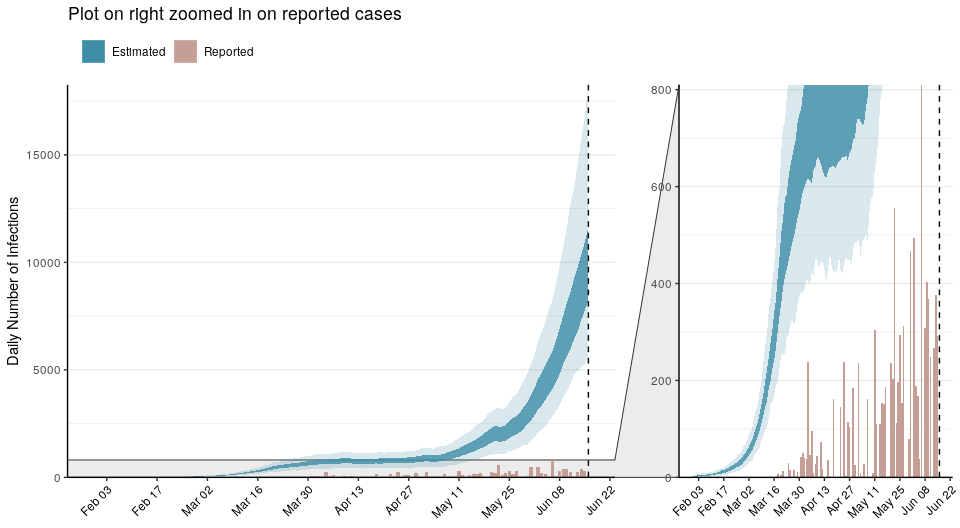 Plot on right zoomed in on reported cases
Estimated Reported
Daily Number of Infections
15000
10000
5000
0
Feb 03 Feb 17 Mar 02 Mar 16 Mar 30 Apr 13 Apr 27 May 11 May 25 Jun 08 Jun 22
800
600
400
200
0
Feb 03 Feb 17 Mar 02 Mar 16 Mar 30 Apr 13 Apr 27 May 11 May 25 Jun 08 Jun 22